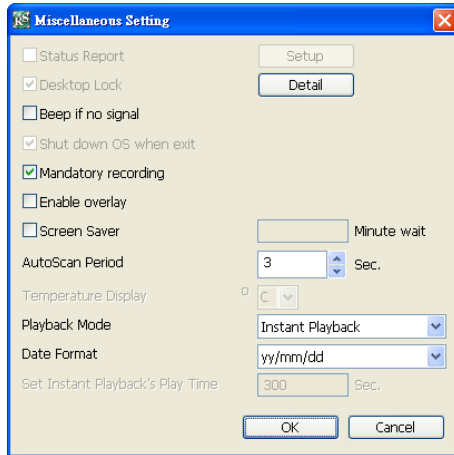 Miscellaneous Setting
Status Report Setup
Desktop Lock Detail
Beep if no signal
Shut down OS when exit
Mandatory recording
Enable overlay
Screen Saver Minute wait
AutoScan Period 3 Sec.
Temperature Display ° C
Playback Mode Instant Playback
Date Format yy/mm/dd
Set Instant Playback's Play Time 300 Sec.
OK Cancel